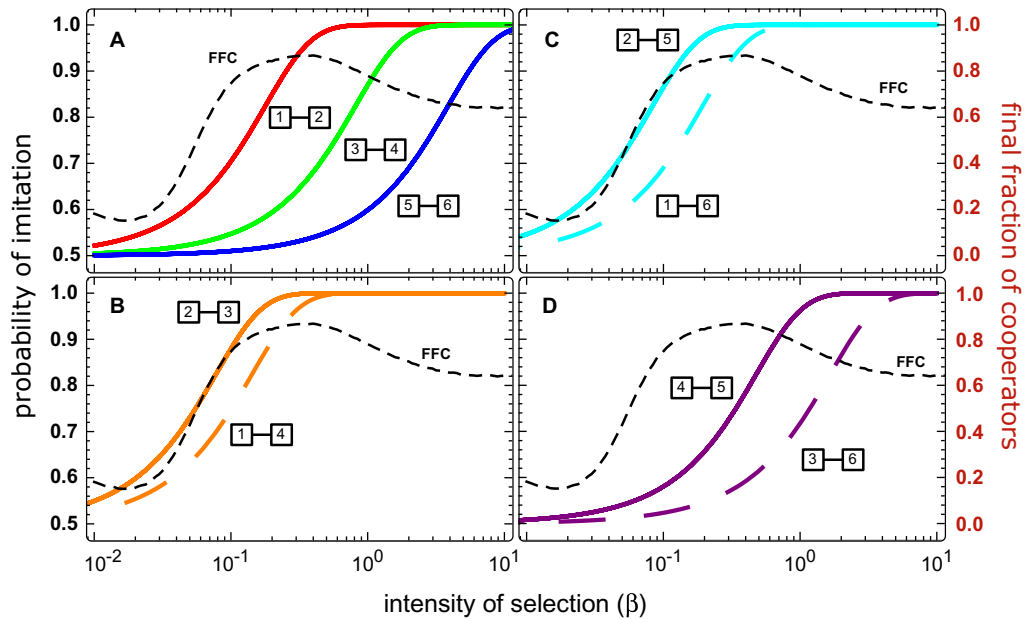 A
FFC
1 2
3 4
5 6
C
2 5
FFC
1 6
B
2 3
FFC
1 4
D
FFC
4 5
3 6
1.0
0.9
0.8
0.7
0.6
0.5
1.0
0.9
0.8
0.7
0.6
0.5
1.0
0.8
0.6
0.4
0.2
0.0
1.0
0.8
0.6
0.4
0.2
0.0
10-2 10-1 100 101
10-1 100 101
probability of imitation
final fraction of cooperators
intensity of selection (β)